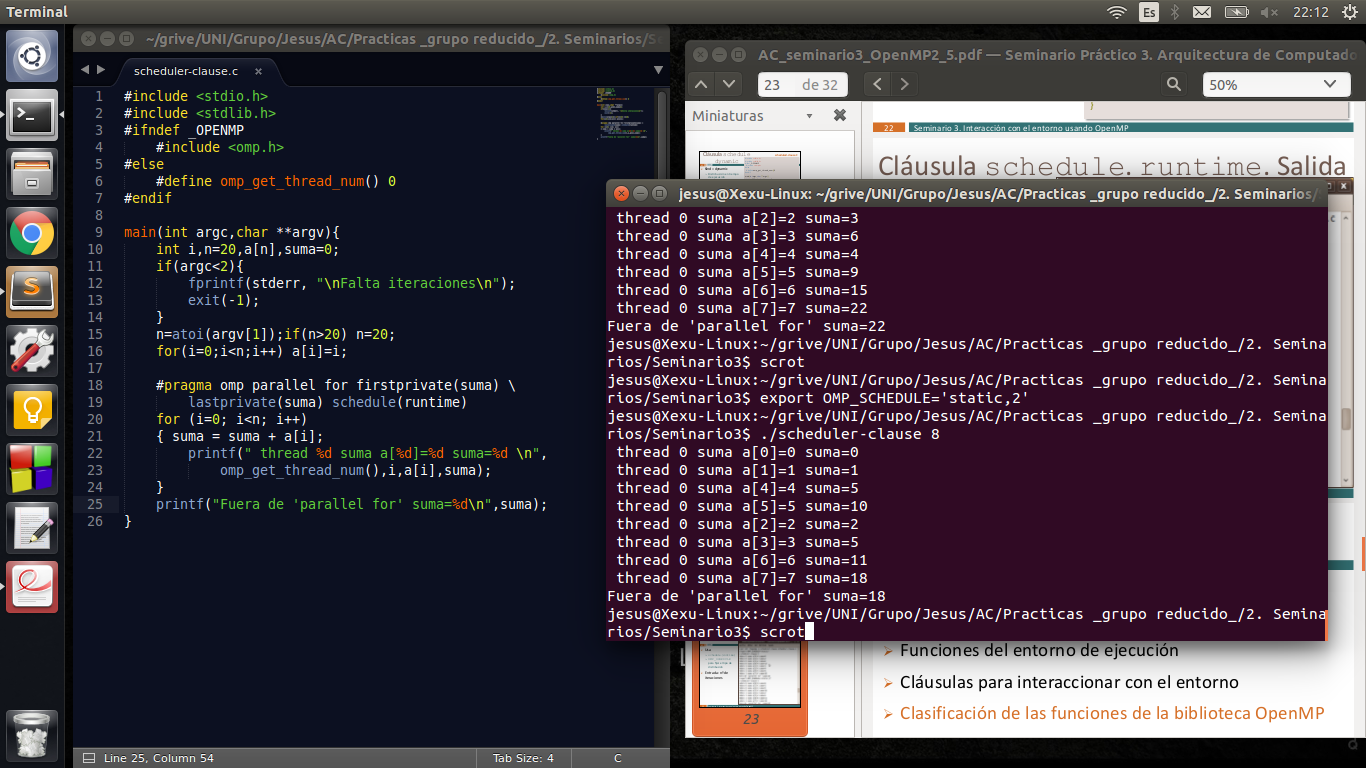 Terminal
Es
22:12
~/grive/UNI/Grupo/Jesus/AC/Practicas _grupo reducido_/2. Seminarios/S
scheduler-clause.c
1 #include <stdio.h>
2 #include <stdlib.h>
3 #ifndef _OPENMP
4 #include <omp.h>
5 #else
6 #define omp_get_thread_num() 0
7 #endif
8
9 main(int argc,char **argv){
10 int i,n=20,a[n],suma=0;
11 if(argc<2){
12 fprintf(stderr, "\nFalta iteraciones\n");
13 exit(-1);
14 }
15 n=atoi(argv[1]);if(n>20) n=20;
16 for(i=0;i<n;i++) a[i]=i;
17
18 #pragma omp parallel for firstprivate(suma) \
19 lastprivate(suma) schedule(runtime)
20 for (i=0; i<n; i++)
21 { suma = suma + a[i];
22 printf(" thread %d suma a[%d]=%d suma=%d \n",
23 omp_get_thread_num(),i,a[i],suma);
24 }
25 printf("Fuera de 'parallel for' suma=%d\n",suma);
26 }
Line 25, Column 54
Tab Size: 4
C
AC_seminario3_OpenMP2_5.pdf — Seminario Práctico 3. Arquitectura de Computado
23
de 32
50%
Miniaturas
22 Seminario 3. Interacción con el entorno usando OpenMP
Cláusula schedule. runtime. Salida
jesus@Xexu-Linux: ~/grive/UNI/Grupo/Jesus/AC/Practicas _grupo reducido_/2. Seminarios/
thread 0 suma a[2]=2 suma=3
thread 0 suma a[3]=3 suma=6
thread 0 suma a[4]=4 suma=4
thread 0 suma a[5]=5 suma=9
thread 0 suma a[6]=6 suma=15
thread 0 suma a[7]=7 suma=22
Fuera de 'parallel for' suma=22
jesus@Xexu-Linux:~/grive/UNI/Grupo/Jesus/AC/Practicas _grupo reducido_/2. Semina
rios/Seminario3$ scrot
jesus@Xexu-Linux:~/grive/UNI/Grupo/Jesus/AC/Practicas _grupo reducido_/2. Semina
rios/Seminario3$ export OMP_SCHEDULE='static,2'
jesus@Xexu-Linux:~/grive/UNI/Grupo/Jesus/AC/Practicas _grupo reducido_/2. Semina
rios/Seminario3$ ./scheduler-clause 8
thread 0 suma a[0]=0 suma=0
thread 0 suma a[1]=1 suma=1
thread 0 suma a[4]=4 suma=5
thread 0 suma a[5]=5 suma=10
thread 0 suma a[2]=2 suma=2
thread 0 suma a[3]=3 suma=5
thread 0 suma a[6]=6 suma=11
thread 0 suma a[7]=7 suma=18
Fuera de 'parallel for' suma=18
jesus@Xexu-Linux:~/grive/UNI/Grupo/Jesus/AC/Practicas _grupo reducido_/2. Semina
rios/Seminario3$ scrot
23
Funciones del entorno de ejecución
Cláusulas para interaccionar con el entorno
Clasificación de las funciones de la biblioteca OpenMP